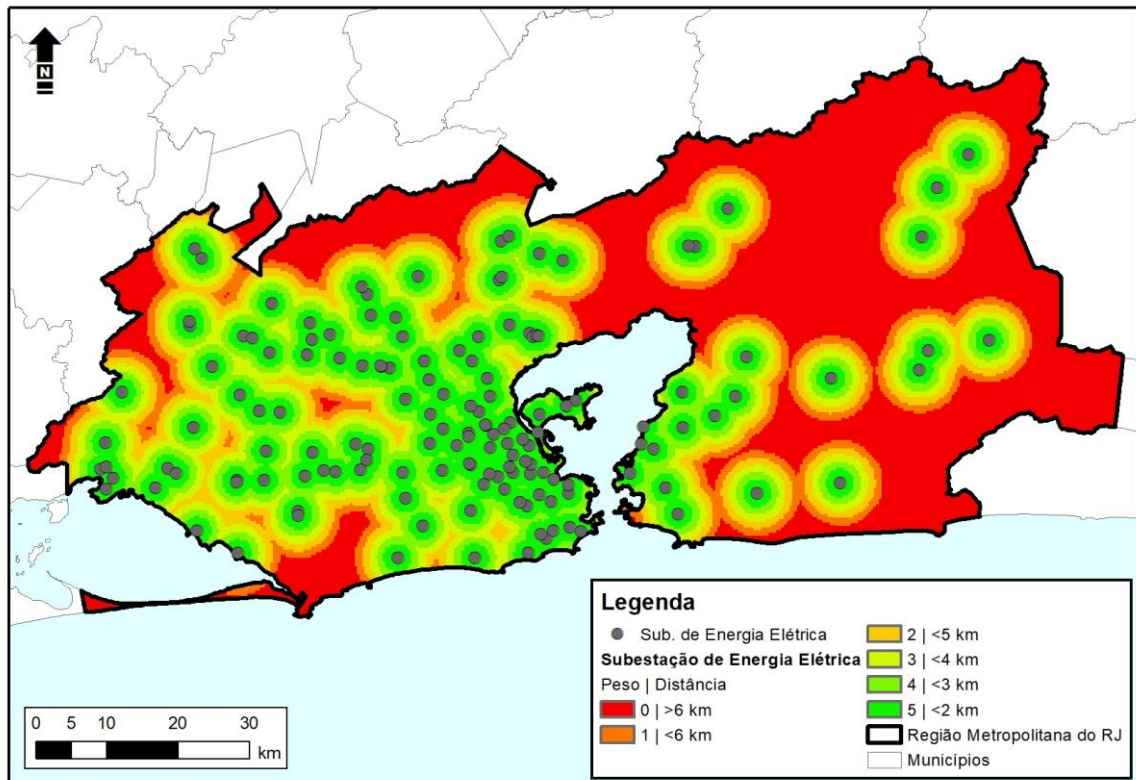 N
Legenda
Sub. de Energia Elétrica
Subestação de Energia Elétrica
Peso | Distância
0 | >6 km
1 | <6 km
2 | <5 km
3 | <4 km
4 | <3 km
5 | <2 km
Região Metropolitana do RJ
Municípios
0 5 10 20 30
km